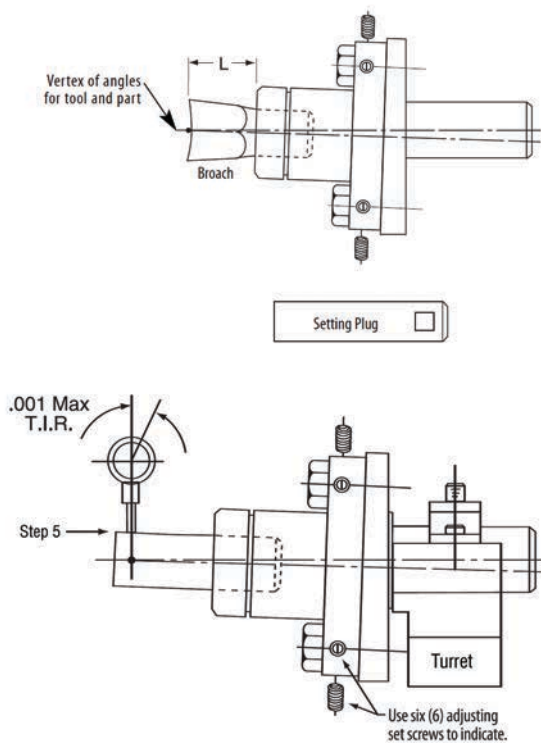 L
Vertex of angles
for tool and part
Broach
Setting Plug
.001 Max
T.I.R.
Step 5
Turret
Use six (6) adjusting
set screws to indicate.